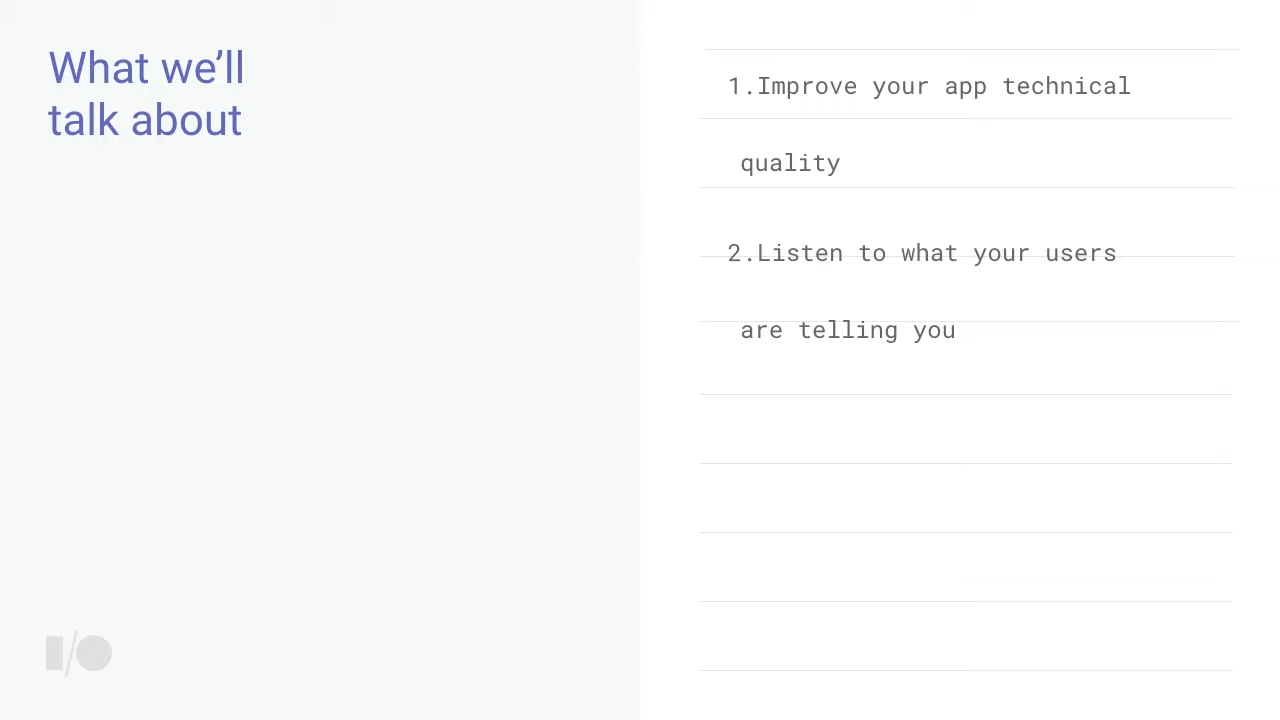 What we’ll
talk about
1.Improve your app technical
quality
2.Listen to what your users
are telling you
I/O